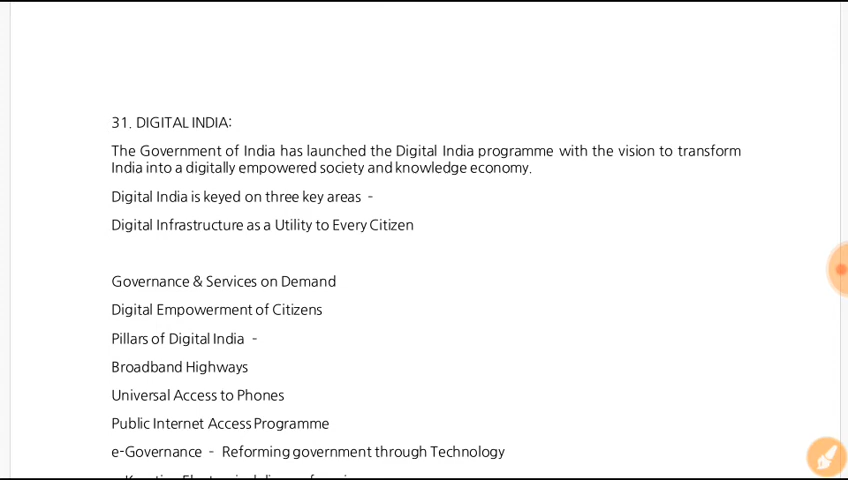 31. DIGITAL INDIA:
The Government of India has launched the Digital India programme with the vision to transform
India into a digitally empowered society and knowledge economy.
Digital India is keyed on three key areas -
Digital Infrastructure as a Utility to Every Citizen
Governance & Services on Demand
Digital Empowerment of Citizens
Pillars of Digital India -
Broadband Highways
Universal Access to Phones
Public Internet Access Programme
e-Governance - Reforming government through Technology